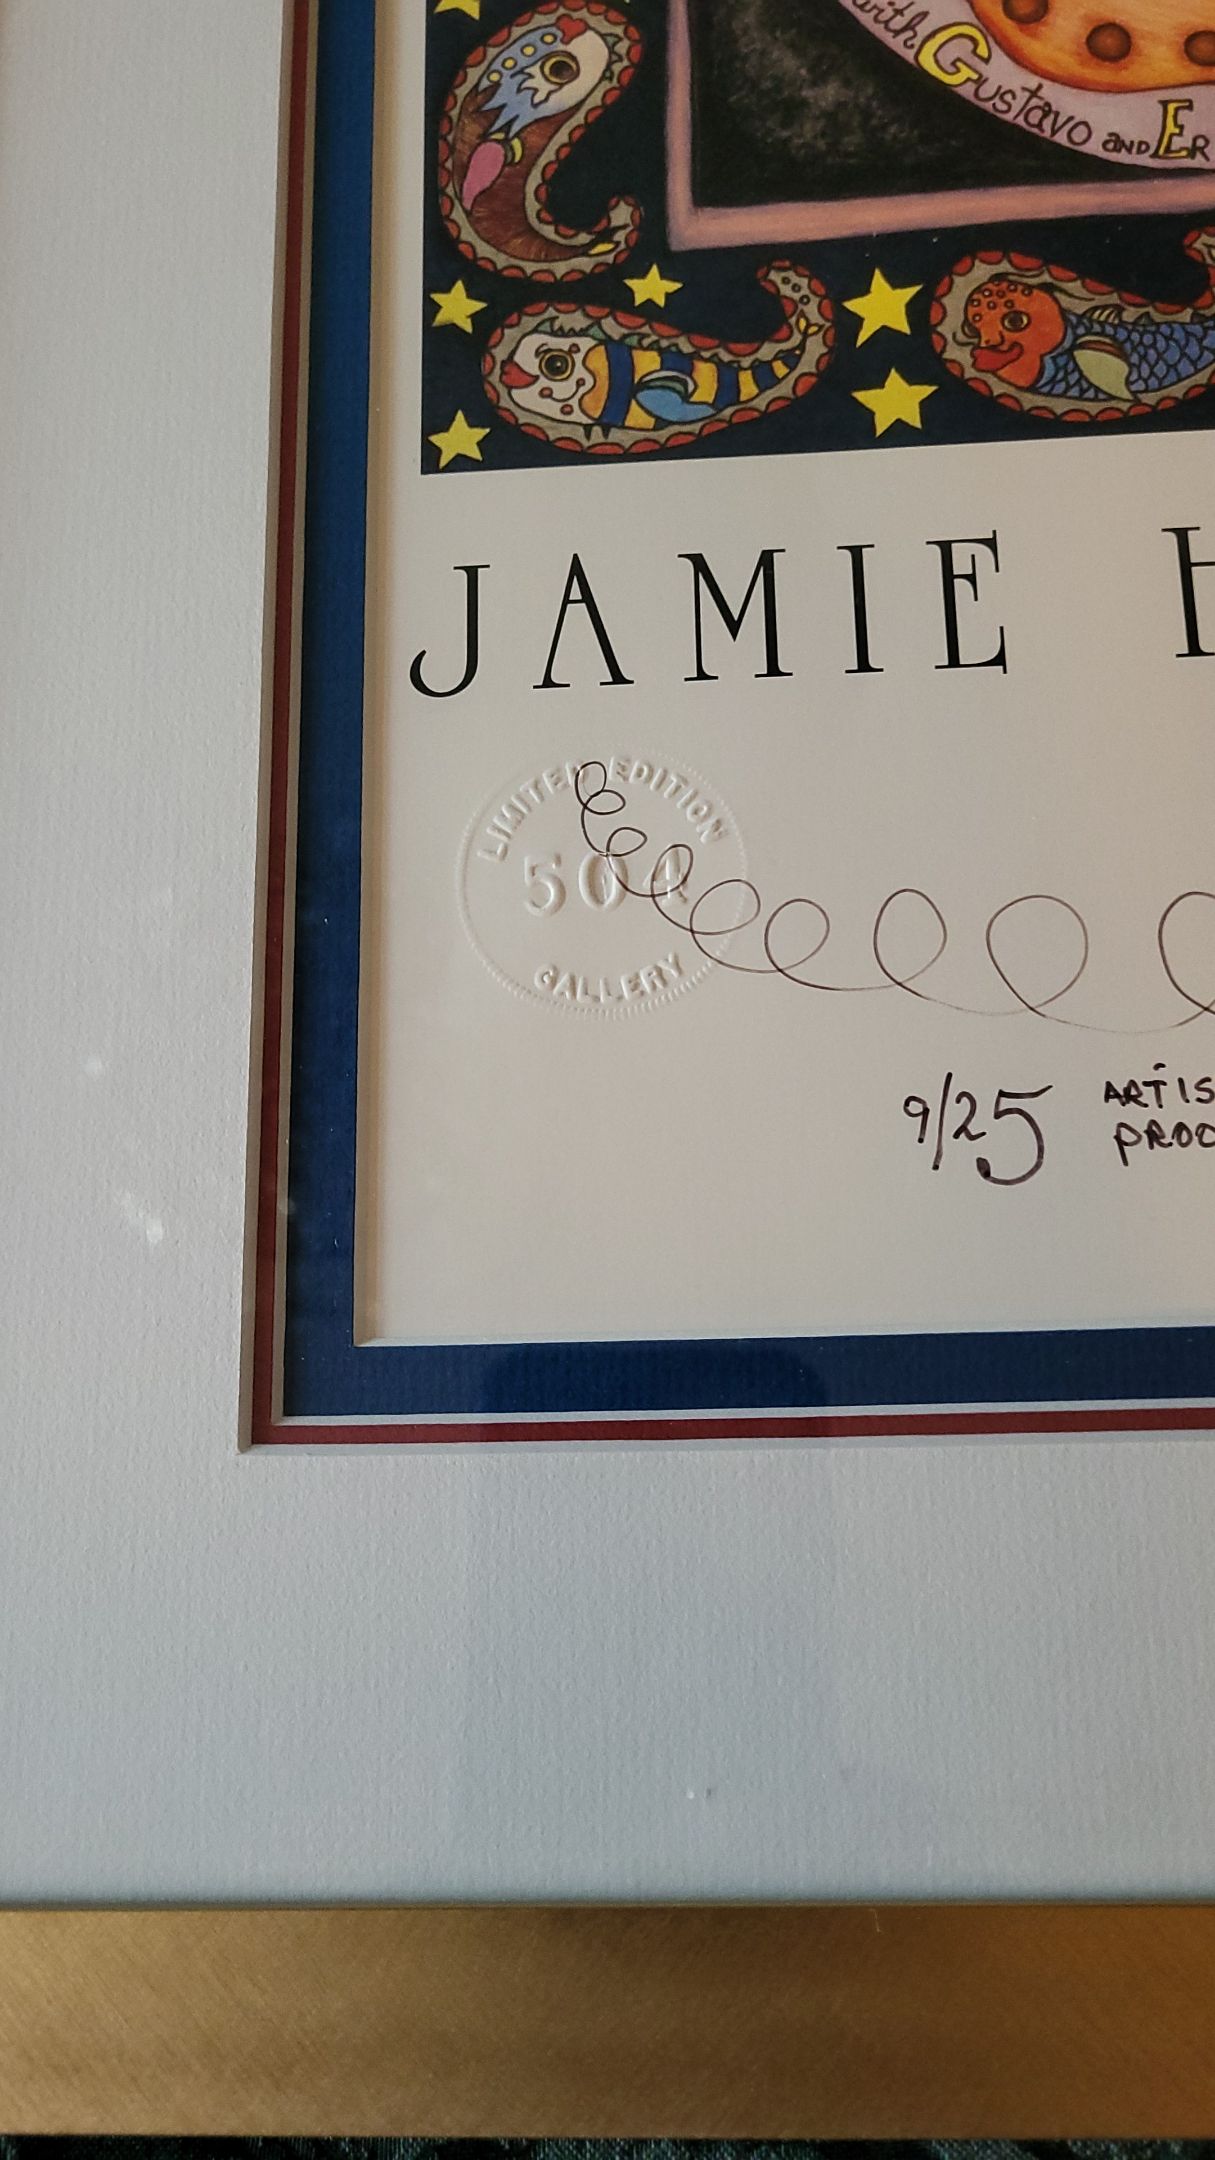 with Gustavo AND ER
JAMIE H
LIMITED EDITION
504
GALLERY
9/25 ARTIS
PROO